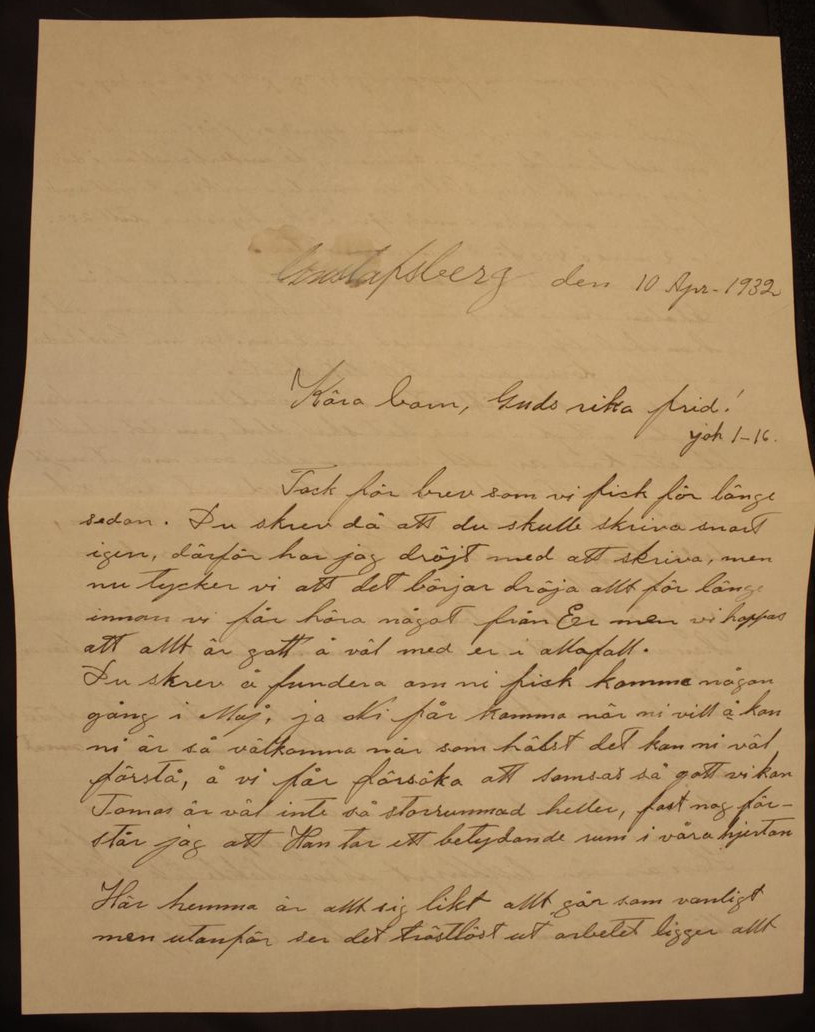 Gustafsberg den 10 Apr. 1932
Kära barn, Guds rika frid!
joh 1-16.
Tack för brev som vi fick för länge
sedan. Du skrev då att du skulle skriva snart
igen, därför har jag dröjt med att skriva, men
nu tycker vi att det börjar dröja allt för länge
innan vi får höra något från Er men vi hoppas
att allt är gott å väl med er i allafall.
Du skrev å fundera om ni fick komma någon
gång i Maj, ja Ni får komma när ni vill å kan
ni är så välkomna när som hälst det kan ni väl
förstå, å vi får försöka att samsas så gott vi kan
Tomas är väl inte så storrummad heller, fast nog för-
står jag att Han tar ett betydande rum i våra hjertan
Här hemma är allt sig likt allt går som vanligt
men utanför ser det tröstlöst ut arbetet ligger allt